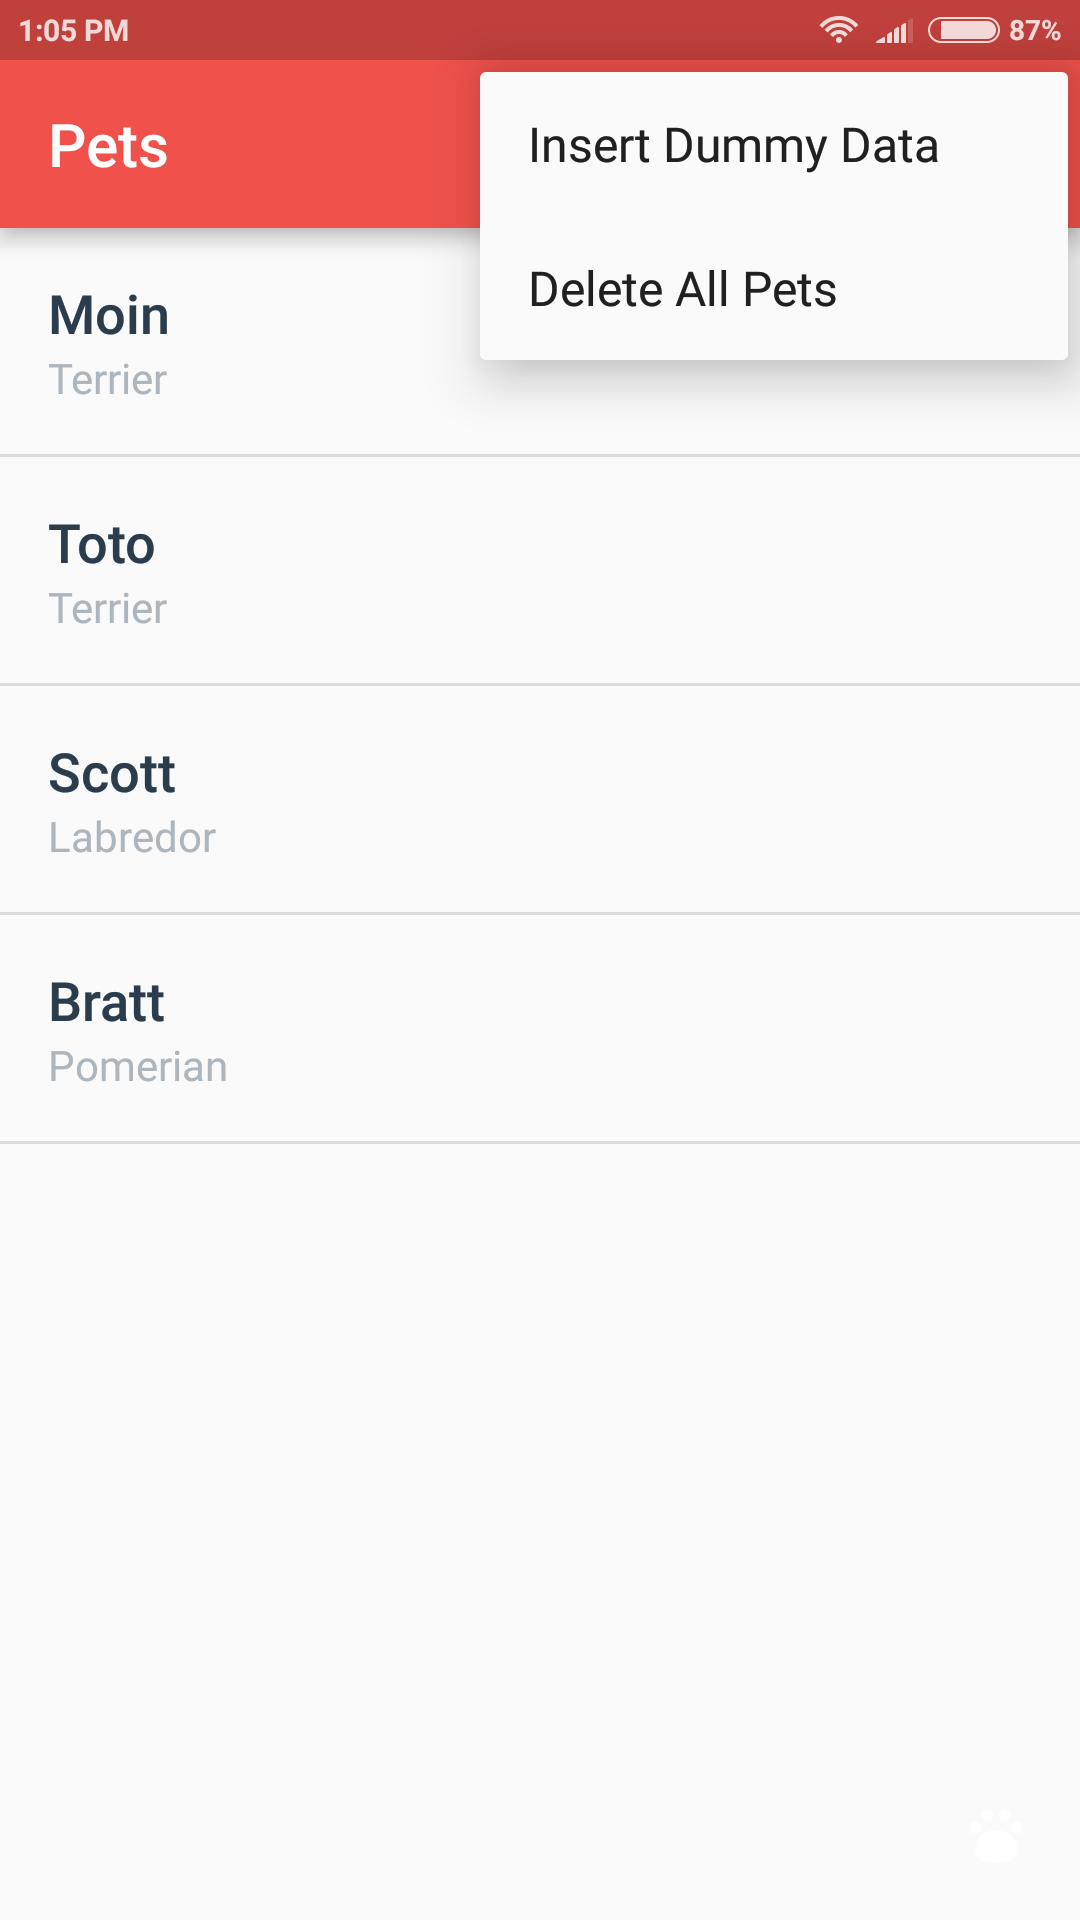 1:05 PM
87%
Pets
Insert Dummy Data
Delete All Pets
Moin
Terrier
Toto
Terrier
Scott
Labredor
Bratt
Pomerian